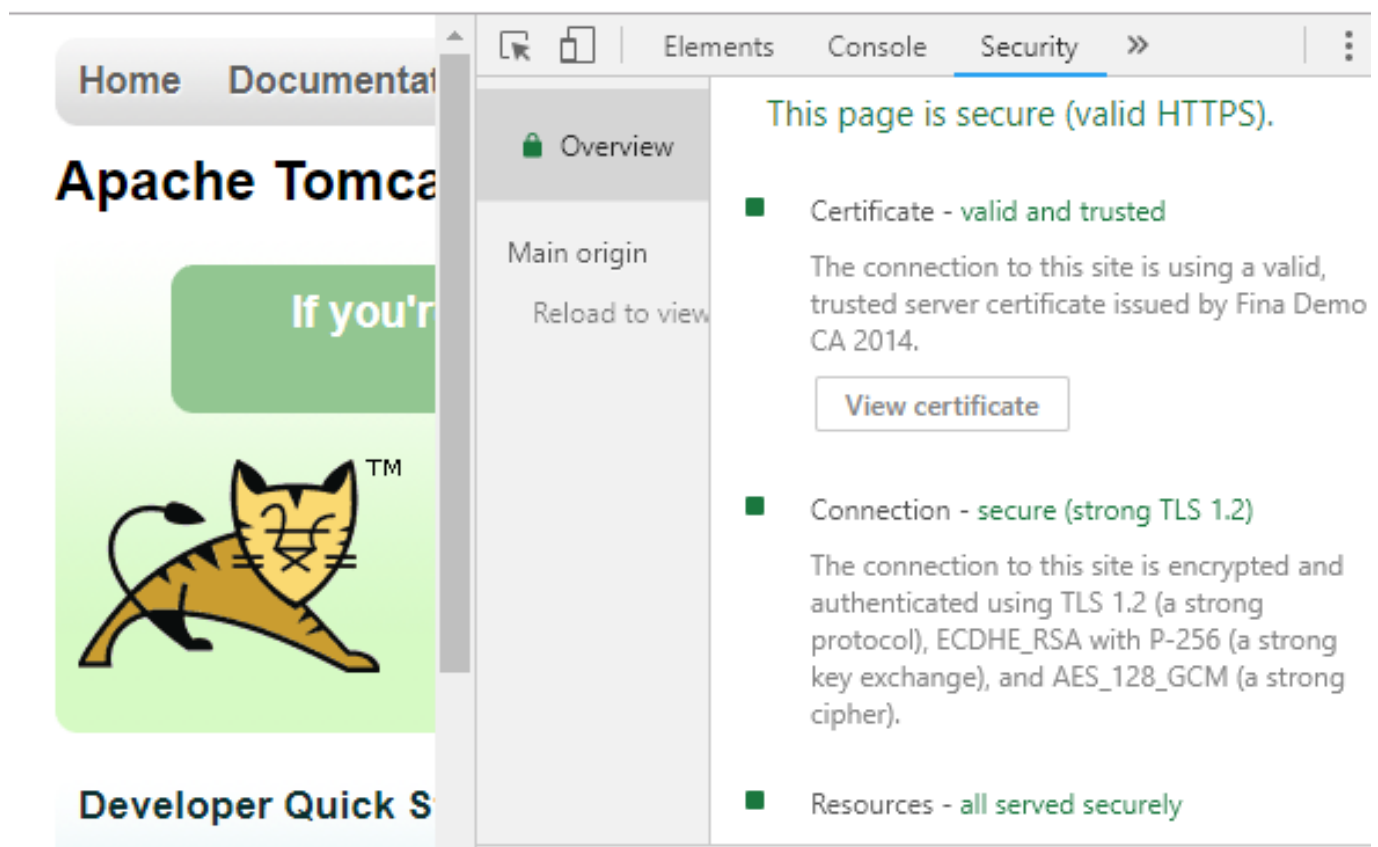 Home Documentat
Apache Tomca
If you'r
TM
Developer Quick S
Elements Console Security »
Overview
Main origin
Reload to view
This page is secure (valid HTTPS).
Certificate - valid and trusted
The connection to this site is using a valid,
trusted server certificate issued by Fina Demo
CA 2014.
View certificate
Connection - secure (strong TLS 1.2)
The connection to this site is encrypted and
authenticated using TLS 1.2 (a strong
protocol), ECDHE_RSA with P-256 (a strong
key exchange), and AES_128_GCM (a strong
cipher).
Resources - all served securely